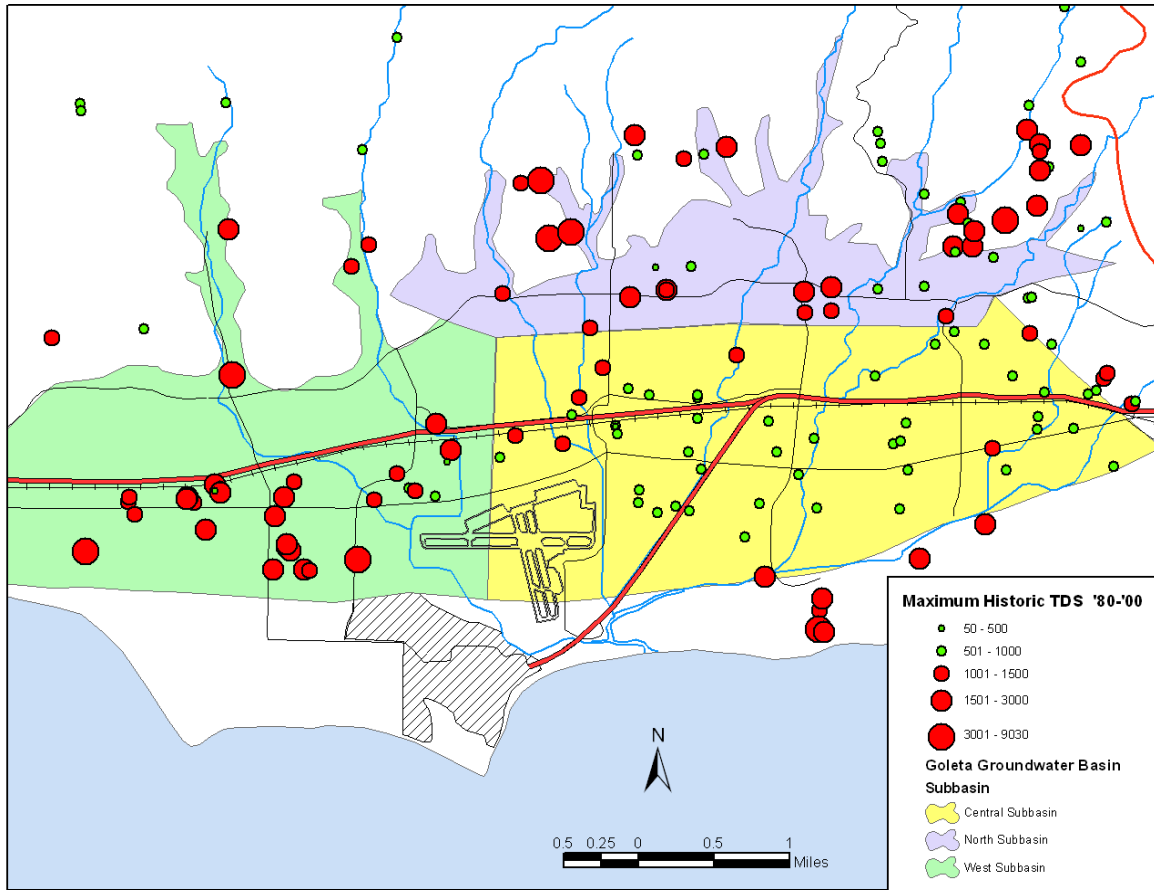 Maximum Historic TDS '80-'00
50 - 500
501 - 1000
1001 - 1500
1501 - 3000
3001 - 9030
Goleta Groundwater Basin
Subbasin
Central Subbasin
North Subbasin
West Subbasin
N
0.5 0.25 0 0.5 1
Miles